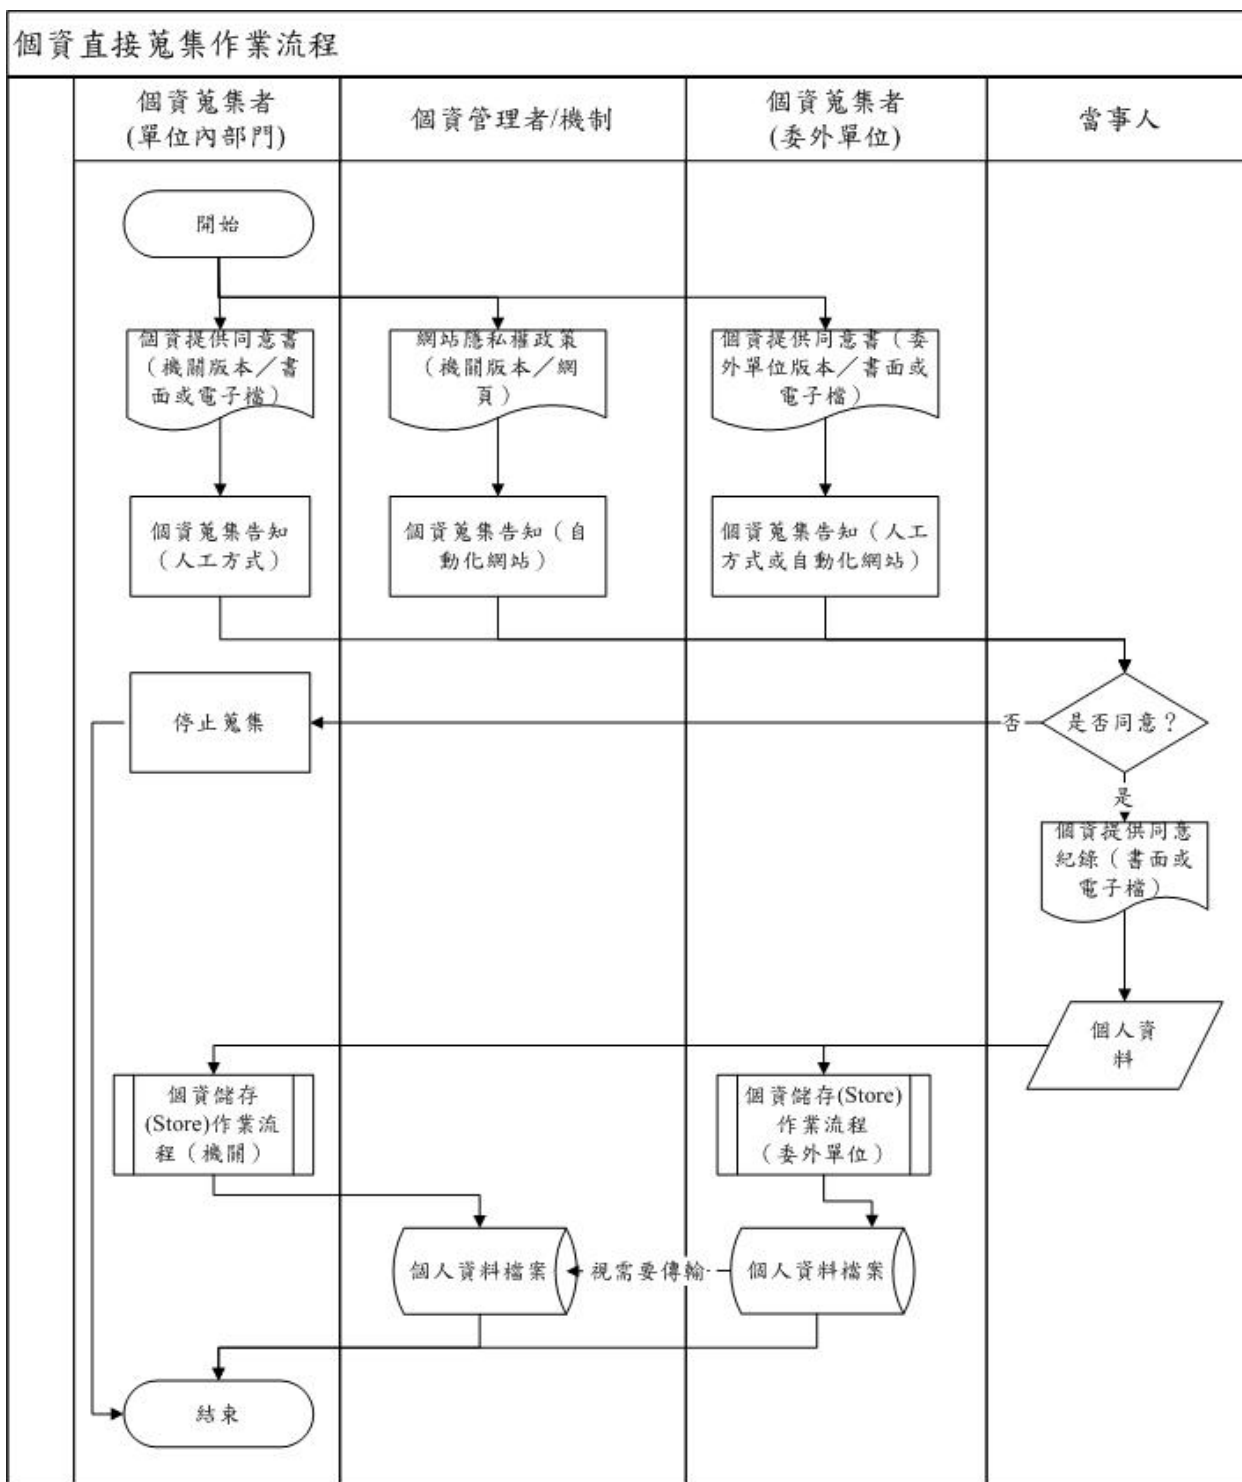 個資直接蒐集作業流程
個資蒐集者
(單位內部門)
個資管理者/機制
個資蒐集者
(委外單位)
當事人
開始
個資提供同意書
（機關版本／書
面或電子檔）
網站隱私權政策
（機關版本／網
頁）
個資提供同意書（委
外單位版本／書面或
電子檔）
個資蒐集告知
（人工方式）
個資蒐集告知（自
動化網站）
個資蒐集告知（人工
方式或自動化網站）
停止蒐集
否
是否同意？
是
個資提供同意
紀錄（書面或
電子檔）
個人資
料
個資儲存
(Store)作業流
程（機關）
個資儲存(Store)
作業流程
（委外單位）
個人資料檔案
視需要傳輸
個人資料檔案
結束